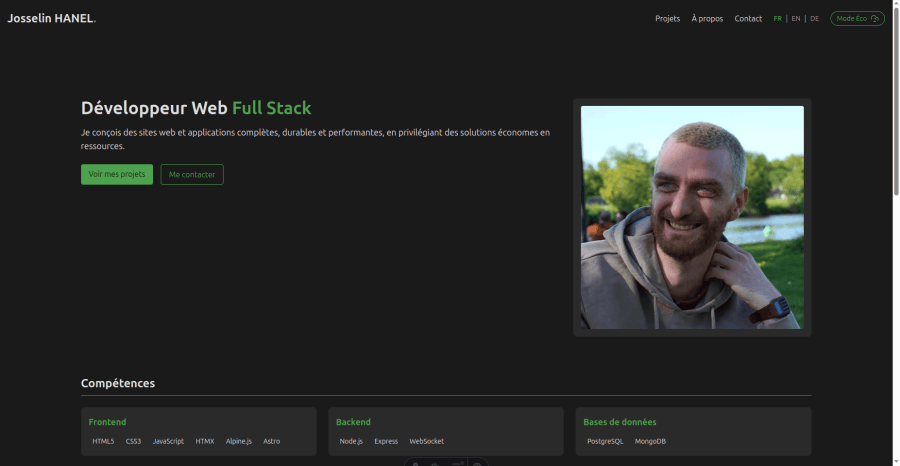 Josselin HANEL.
Projets À propos Contact FR | EN | DE Mode Éco
Développeur Web Full Stack
Je conçois des sites web et applications complètes, durables et performantes, en privilégiant des solutions économes en
ressources.
Voir mes projets Me contacter
Compétences
Frontend
HTML5 CSS3 JavaScript HTMX Alpine.js Astro
Backend
Node.js Express WebSocket
Bases de données
PostgreSQL MongoDB